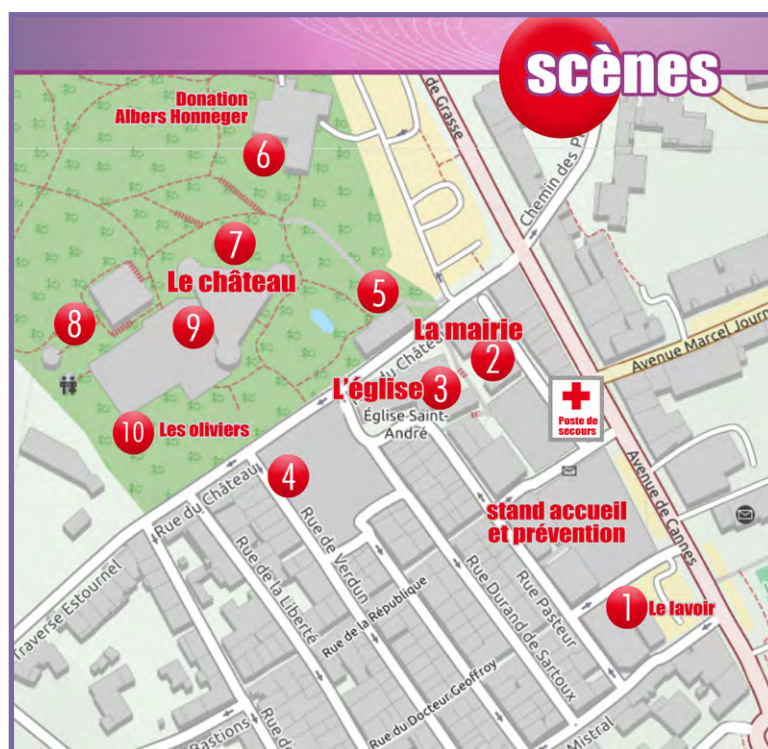 scènes
Donation
Albers Honneger
6
de Grasse
Chemin des
7
Le château
5
8
9
La mairie
2
Avenue Marcel Journ
L'église
3
Église Saint-
André
Poste de
secours
10
Les oliviers
4
Rue du Château
stand accueil
et prévention
Avenue de Cannes
Traverse Estournel
Rue de la Liberté
Rue de Verdun
Rue de la République
Rue Durand de Sartoux
Rue Pasteur
1
Le lavoir
Rue du Docteur Geoffroy
Mistral
Bastions
Rue de